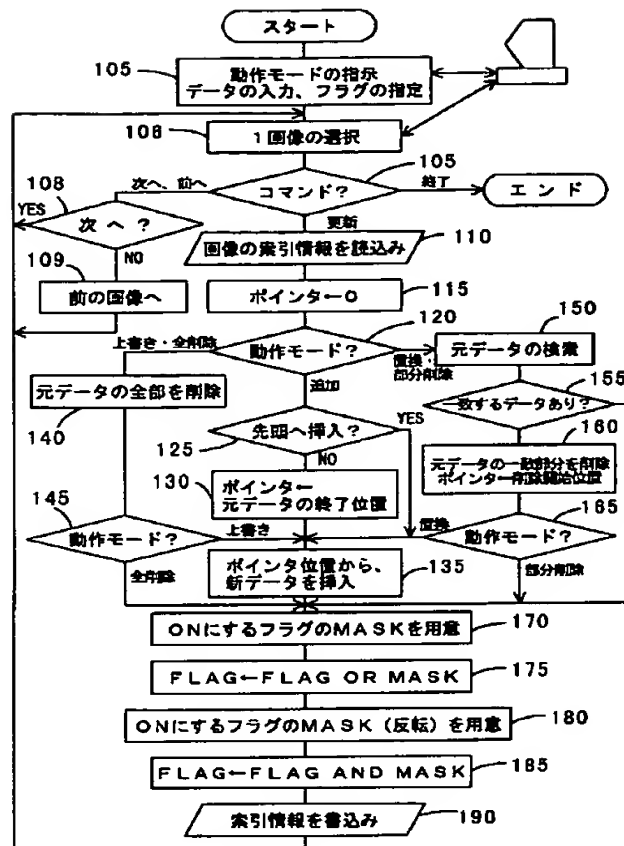 スタート
105
動作モードの指示
データの入力、フラグの指定
106
1画像の選択
105
次へ、前へ
コマンド?
終了
エンド
108
YES
次へ?
更新
画像の索引情報を読込み
110
NO
109
前の画像へ
ポインター0
115
120
上書き・全削除
動作モード?
置換・
部分削除
150
元データの検索
元データの全部を削除
140
追加
155
一致するデータあり?
125
先頭へ挿入?
YES
NO
160
元データの一致部分を削除
ポインター削除開始位置
130
ポインター
元データの終了位置
145
動作モード?
上書き
置換
165
動作モード?
全削除
ポインタ位置から、
新データを挿入
135
部分削除
ONにするフラグのMASKを用意
170
FLAG←FLAG OR MASK
175
ONにするフラグのMASK(反転)を用意
180
FLAG←FLAG AND MASK
185
索引情報を書込み
190